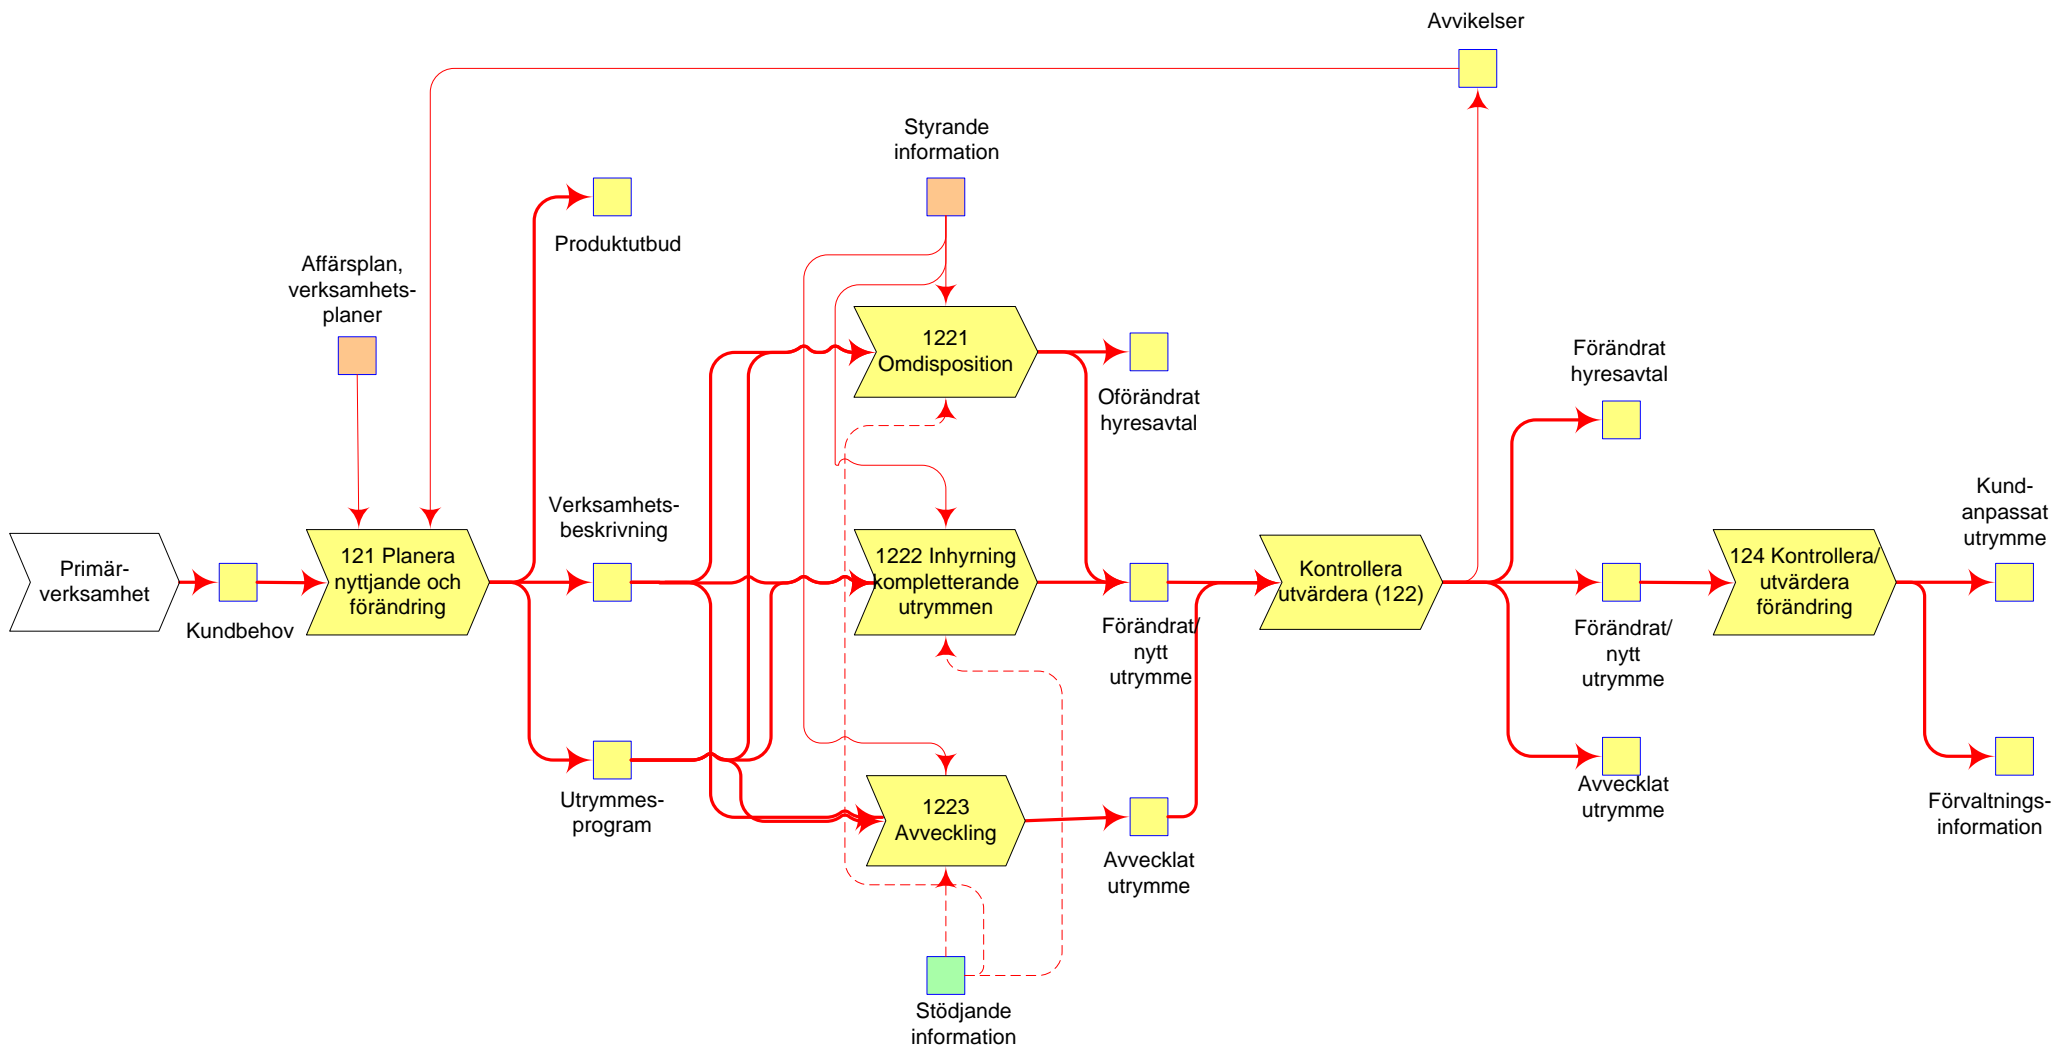 Avvikelser
Styrande
information
Produktutbud
Affärsplan,
verksamhets-
planer
1221
Omdisposition
Oförändrat
hyresavtal
Förändrat
hyresavtal
Primär-
verksamhet
Kundbehov
121 Planera
nyttjande och
förändring
Verksamhets-
beskrivning
1222 Inhyrning
kompletterande
utrymmen
Förändrat/
nytt
utrymme
Kontrollera
utvärdera (122)
Förändrat/
nytt
utrymme
124 Kontrollera/
utvärdera
förändring
Kund-
anpassat
utrymme
Utrymmes-
program
1223
Avveckling
Avvecklat
utrymme
Avvecklat
utrymme
Förvaltnings-
information
Stödjande
information